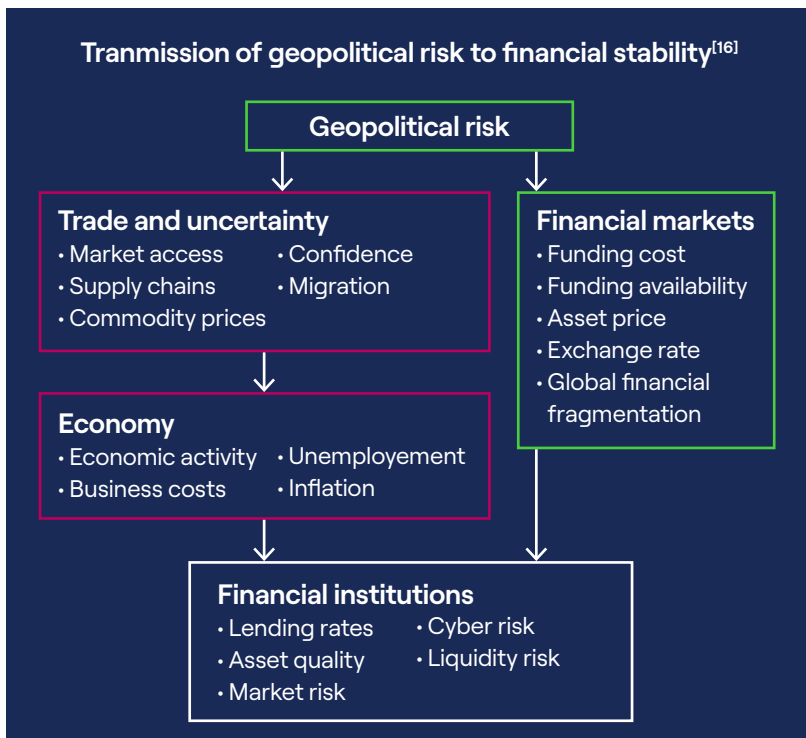 Tranmission of geopolitical risk to financial stability[16]
Geopolitical risk
Trade and uncertainty
• Market access
• Supply chains
• Commodity prices
• Confidence
• Migration
Financial markets
• Funding cost
• Funding availability
• Asset price
• Exchange rate
• Global financial
fragmentation
Economy
• Economic activity
• Business costs
• Unemployement
• Inflation
Financial institutions
• Lending rates
• Asset quality
• Market risk
• Cyber risk
• Liquidity risk